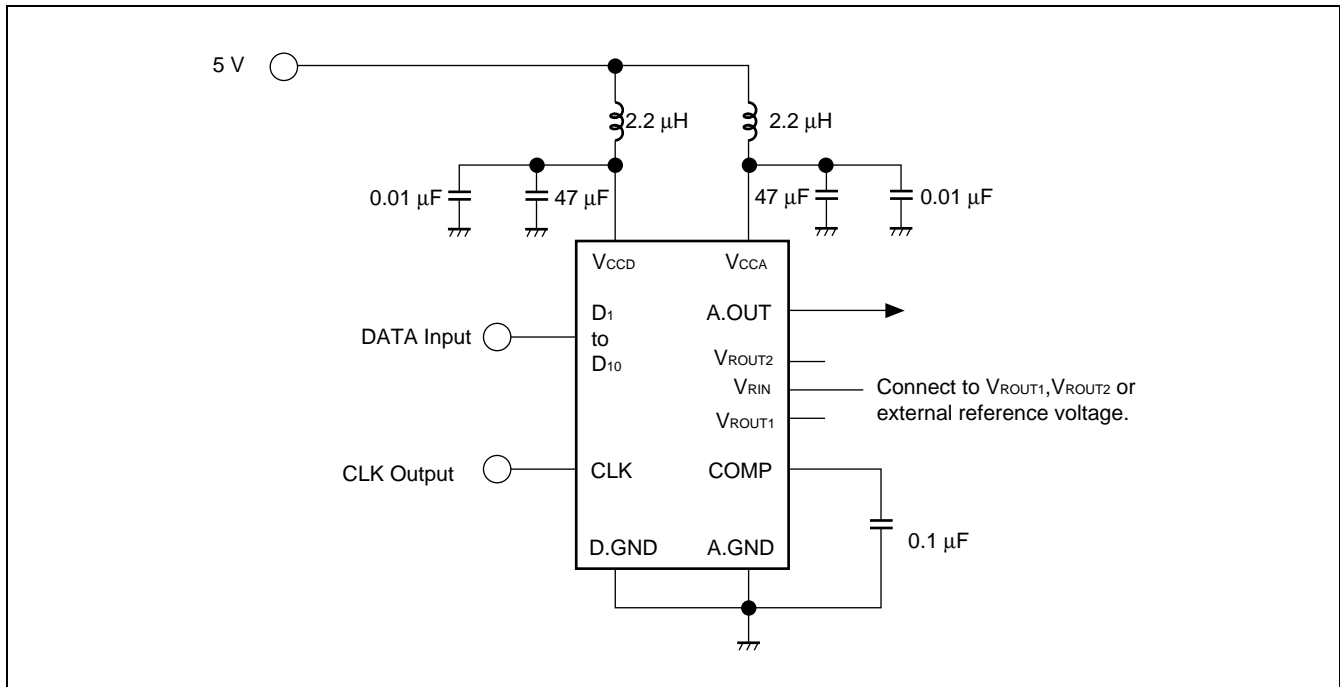 5 V
2.2 μH
2.2 μH
0.01 μF
47 μF
47 μF
0.01 μF
VCCD
VCCA
D1
to
D10
A.OUT
DATA Input
VROUT2
VRIN
Connect to VROUT1,VROUT2 or
external reference voltage.
VROUT1
CLK Output
CLK
COMP
0.1 μF
D.GND
A.GND